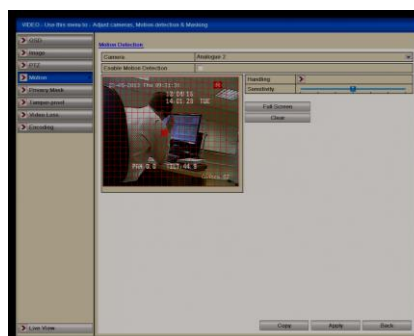 VIDEO - Use this menu to - Adjust cameras, Motion detection & Masking
OSD
Image
PTZ
Motion
Privacy Mask
Tamper-proof
Video Loss
Encoding
Live View
Motion Detection
Camera
Analogue 2
Enable Motion Detection
Handling
Sensitivity
Full Screen
Clear
Copy
Apply
Back